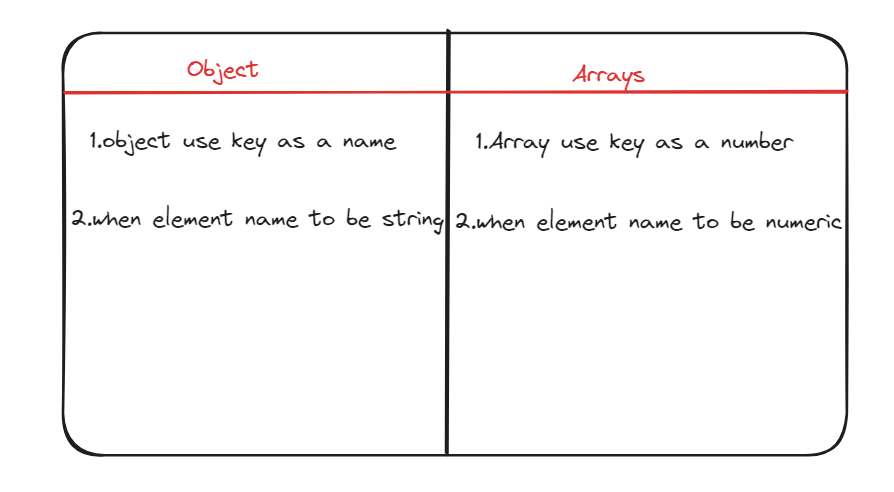 Object
Arrays
1.object use key as a name
1.Array use key as a number
2.when element name to be string
2.when element name to be numeric